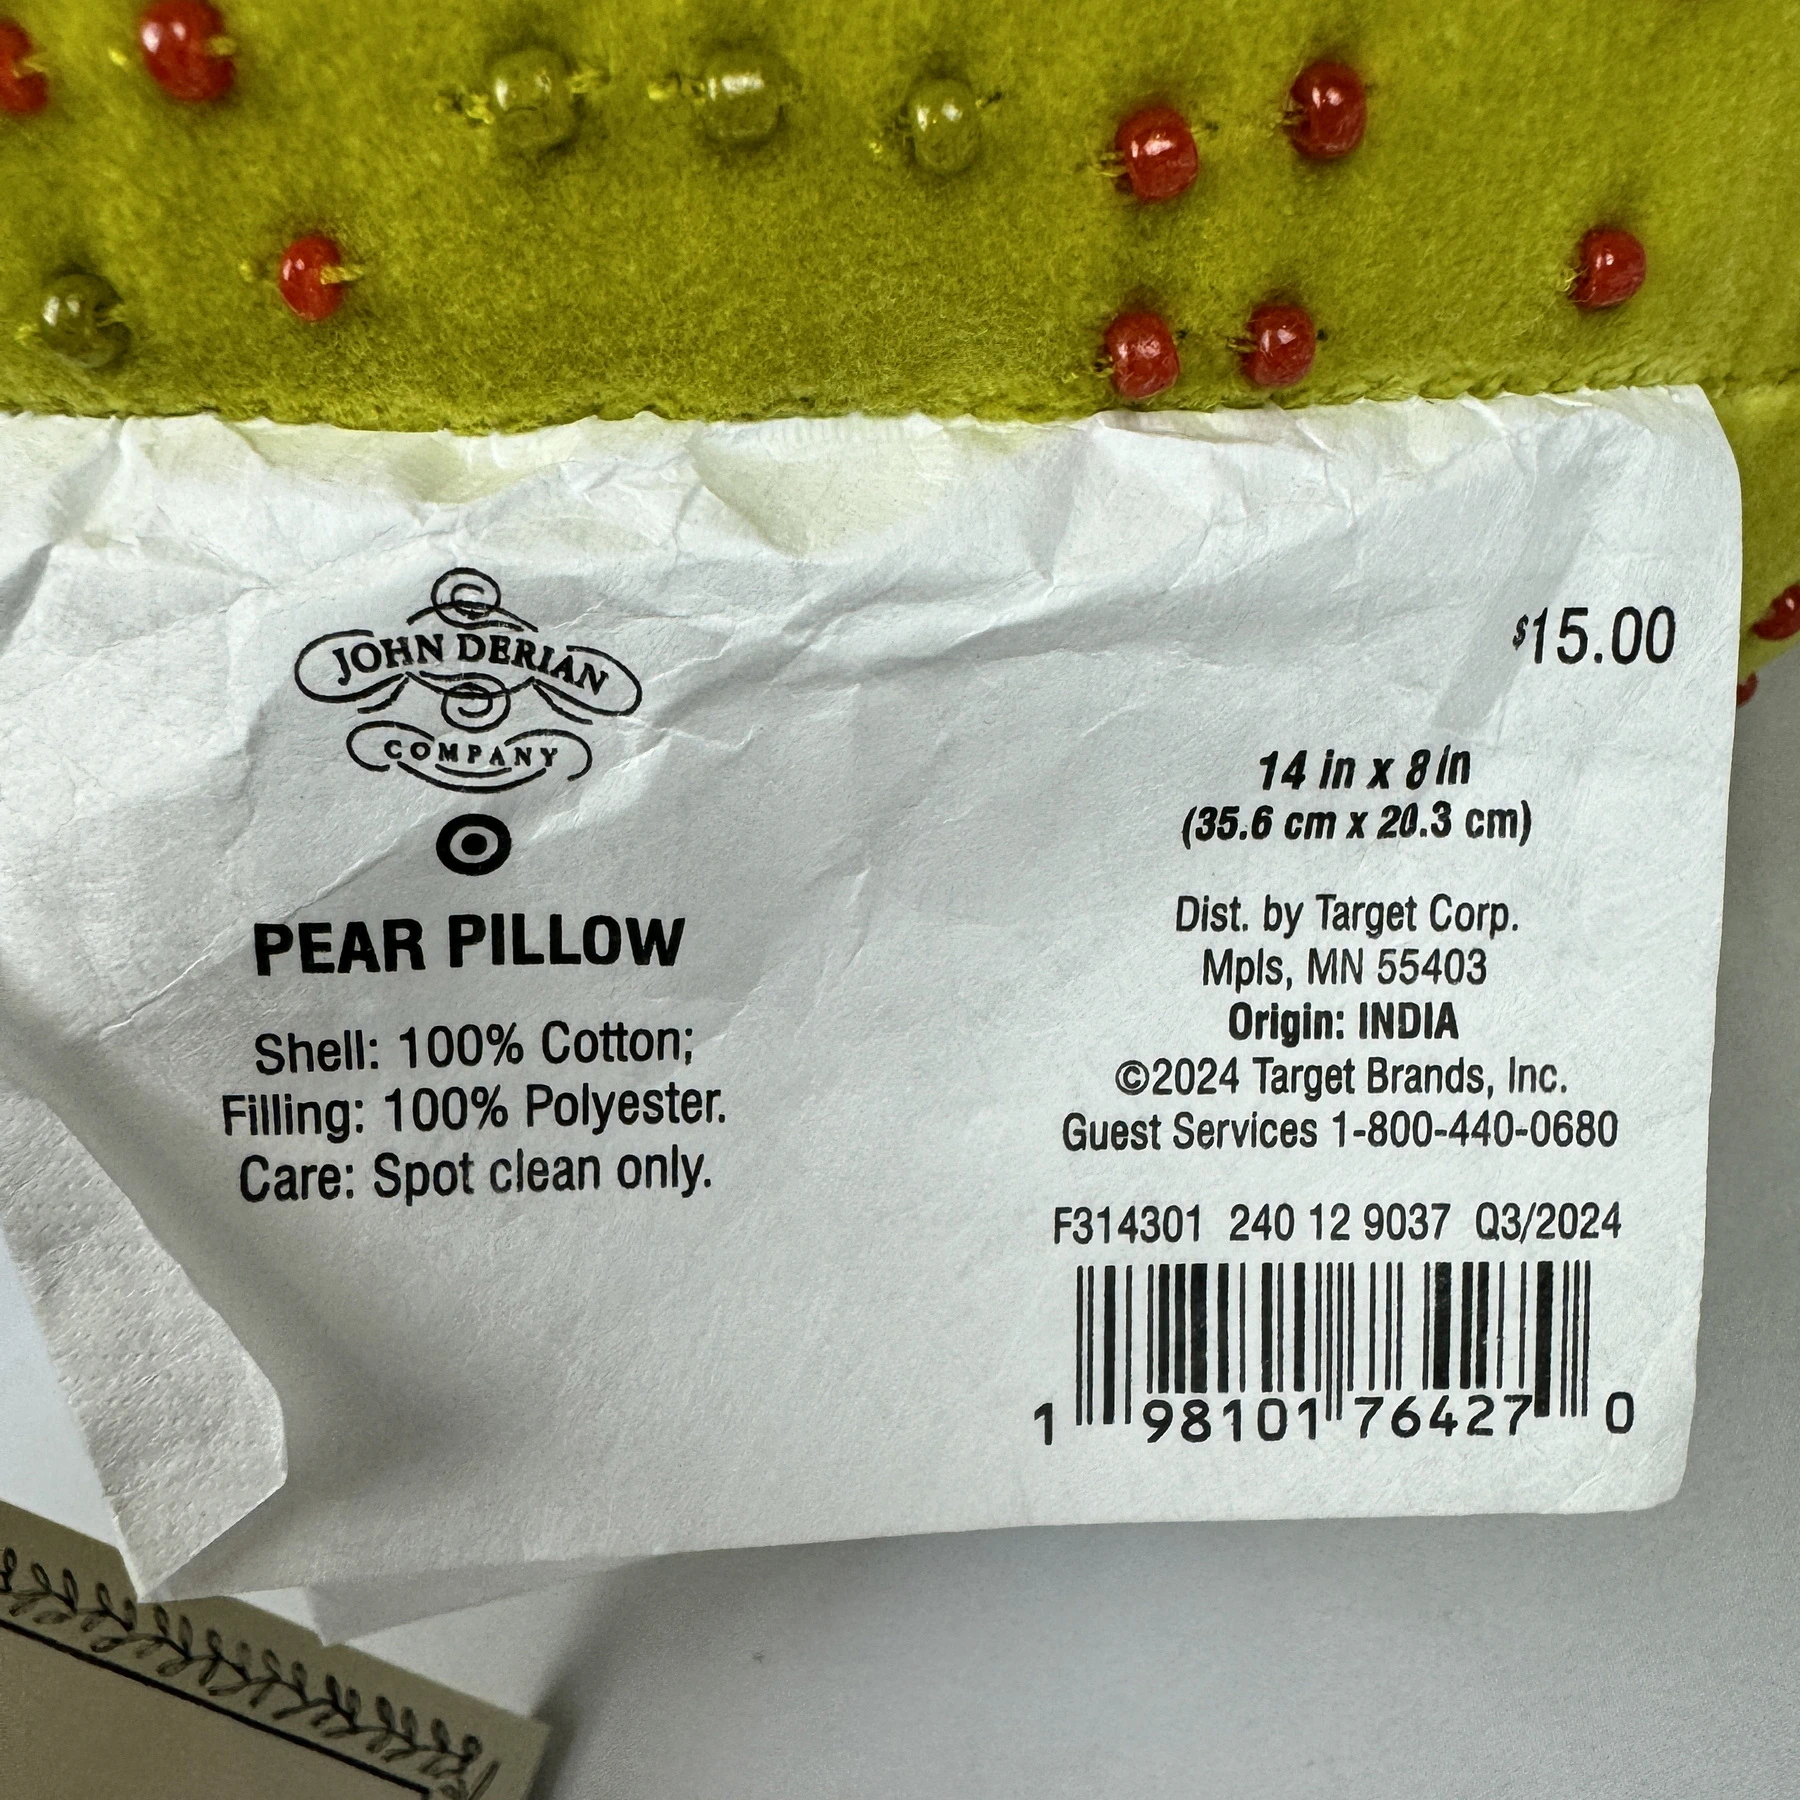 JOHN DERIAN
COMPANY
PEAR PILLOW
Shell: 100% Cotton;
Filling: 100% Polyester.
Care: Spot clean only.
$15.00
14 in x 8 in
(35.6 cm x 20.3 cm)
Dist. by Target Corp.
Mpls, MN 55403
Origin: INDIA
©2024 Target Brands, Inc.
Guest Services 1-800-440-0680
F314301 240 12 9037 Q3/2024
1 98101 76427 0